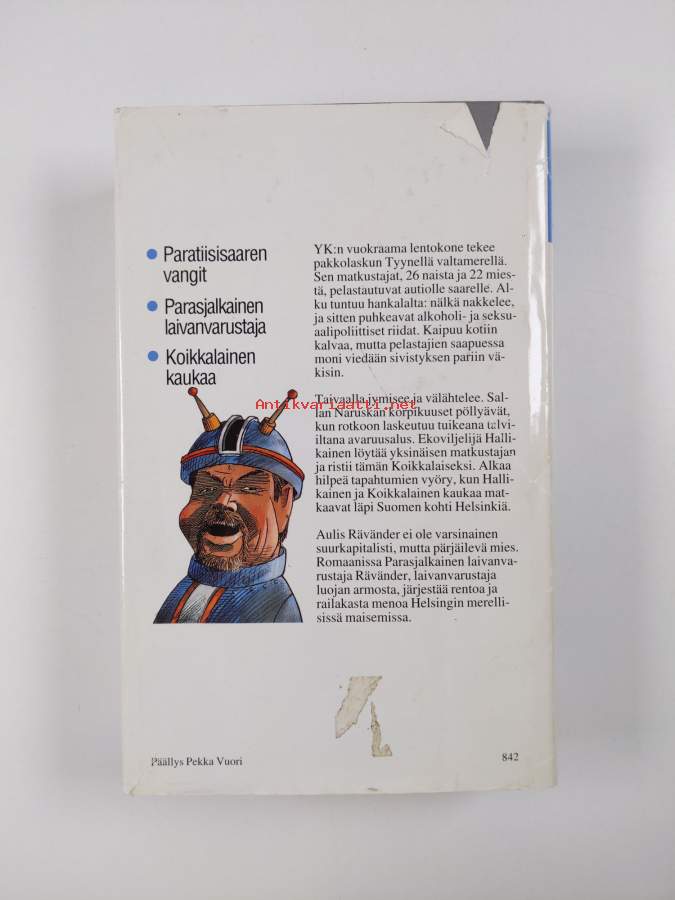 • Paratiisisaaren
vangit
• Parasjalkainen
laivanvarustaja
• Koikkalainen
kaukaa
YK:n vuokraama lentokone tekee
pakkolaskun Tyynellä valtamerellä.
Sen matkustajat, 26 naista ja 22 mies-
tä, pelastautuvat autiolle saarelle. Al-
ku tuntuu hankalalta: nälkä nakkelee,
ja sitten puhkeavat alkoholi- ja seksu-
aalipoliittiset riidat. Kaipuu kotiin
kalvaa, mutta pelastajien saapuessa
moni viedään sivistyksen pariin vä-
kisin.
Taivaalla jymisee ja välähtelee. Sal-
lan Naruskan korpikuuset pöllyävät,
kun rotkoon laskeutuu tuikeana talvi-
iltana avaruusalus. Ekoviljelijä Halli-
kainen löytää yksinäisen matkustajan
ja ristii tämän Koikkalaiseksi. Alkaa
hilpeä tapahtumien vyöry, kun Halli-
kainen ja Koikkalainen kaukaa mat-
kaavat läpi Suomen kohti Helsinkiä.
Aulis Rävänder ei ole varsinainen
suurkapitalisti, mutta pärjäilevä mies.
Romaanissa Parasjalkainen laivanva-
rustaja Rävänder, laivanvarustaja
luojan armosta, järjestää rentoa ja
railakasta menoa Helsingin merelli-
sissä maisemissa.
Antikvariaatti.net
Päällys Pekka Vuori
842